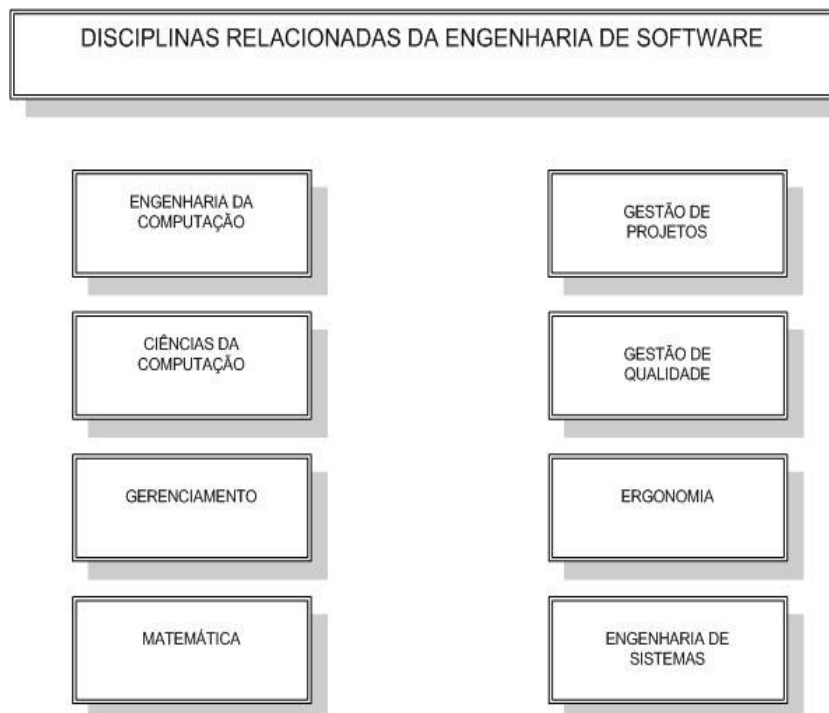 DISCIPLINAS RELACIONADAS DA ENGENHARIA DE SOFTWARE
ENGENHARIA DA
COMPUTAÇÃO
GESTÃO DE
PROJETOS
CIÊNCIAS DA
COMPUTAÇÃO
GESTÃO DE
QUALIDADE
GERENCIAMENTO
ERGONOMIA
MATEMÁTICA
ENGENHARIA DE
SISTEMAS